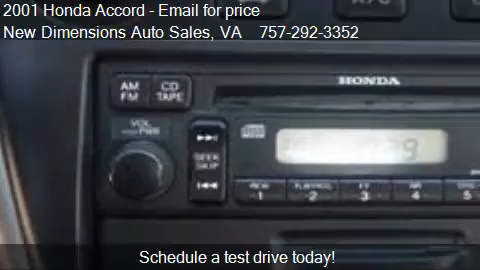 2001 Honda Accord - Email for price
New Dimensions Auto Sales, VA 757-292-3352
AM CD
FM TAPE
HONDA
VOL
PWR
SEEK
SKIP
1 2 3 4 5
Schedule a test drive today!